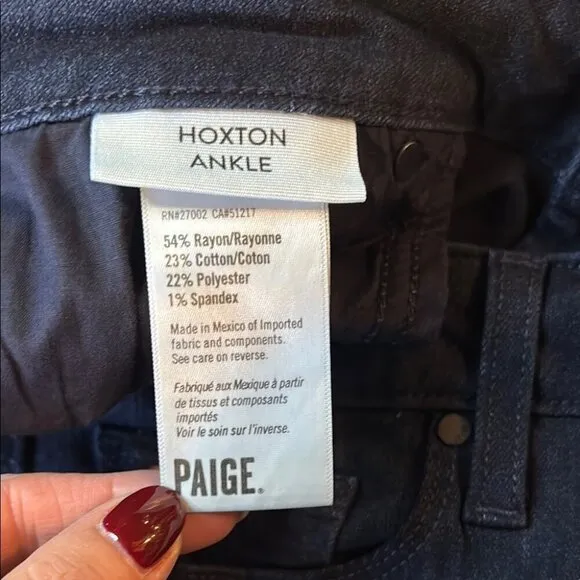 HOXTON
ANKLE
RN#27002 CA#51217
54% Rayon/Rayonne
23% Cotton/Coton
22% Polyester
1% Spandex
Made in Mexico of Imported
fabric and components.
See care on reverse.
Fabriqué aux Mexique à partir
de tissus et composants
importés
Voir le soin sur l'inverse.
PAIGE®